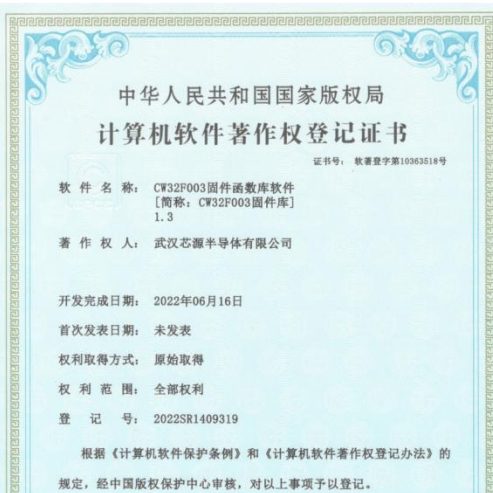 中华人民共和国国家版权局
计算机软件著作权登记证书
证书号： 软著登字第10363518号
软件名称： CW32F003固件函数库软件
[简称：CW32F003固件库]
1.3
著作权人： 武汉芯源半导体有限公司
开发完成日期： 2022年06月16日
首次发表日期： 未发表
权利取得方式： 原始取得
权利范围： 全部权利
登记号： 2022SR1409319
根据《计算机软件保护条例》和《计算机软件著作权登记办法》的
规定，经中国版权保护中心审核，对以上事项予以登记。